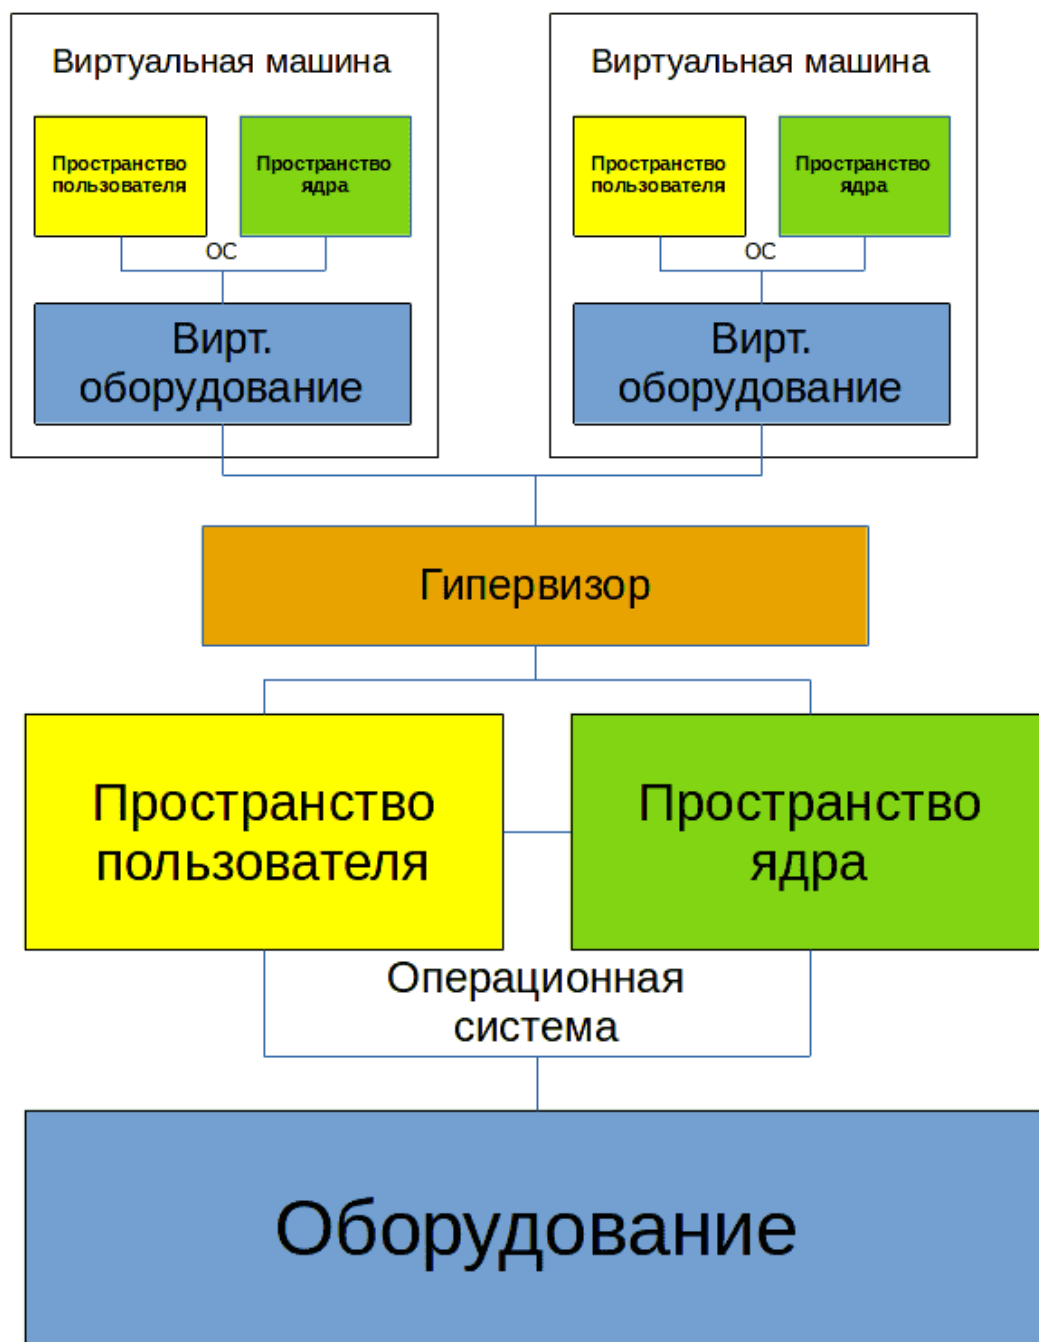 Виртуальная машина
Пространство
пользователя
Пространство
ядра
ОС
Вирт.
оборудование
Виртуальная машина
Пространство
пользователя
Пространство
ядра
ОС
Вирт.
оборудование
Гипервизор
Пространство
пользователя
Пространство
ядра
Операционная
система
Оборудование